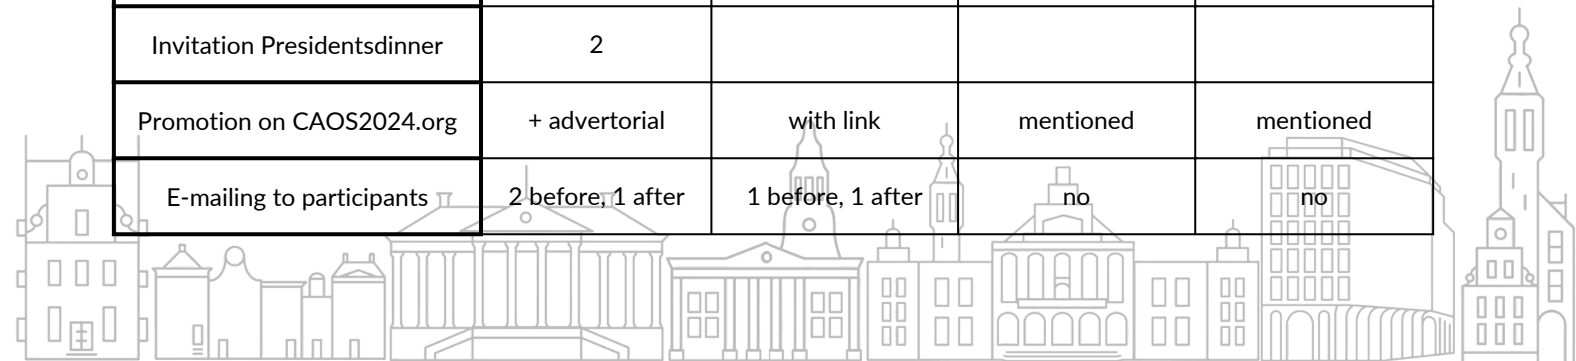 Invitation Presidentsdinner 2
Promotion on CAOS2024.org + advertorial with link mentioned mentioned
E-mailing to participants 2 before, 1 after 1 before, 1 after no no